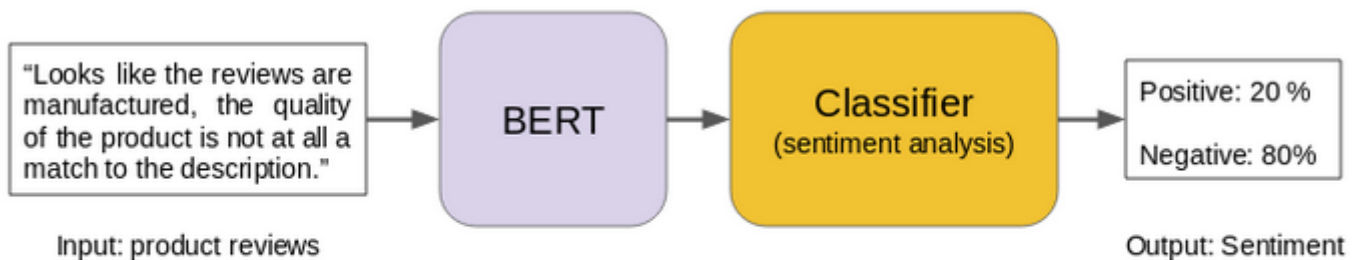 “Looks like the reviews are
manufactured, the quality
of the product is not at all a
match to the description.”
Input: product reviews
BERT
Classifier
(sentiment analysis)
Positive: 20 %
Negative: 80%
Output: Sentiment